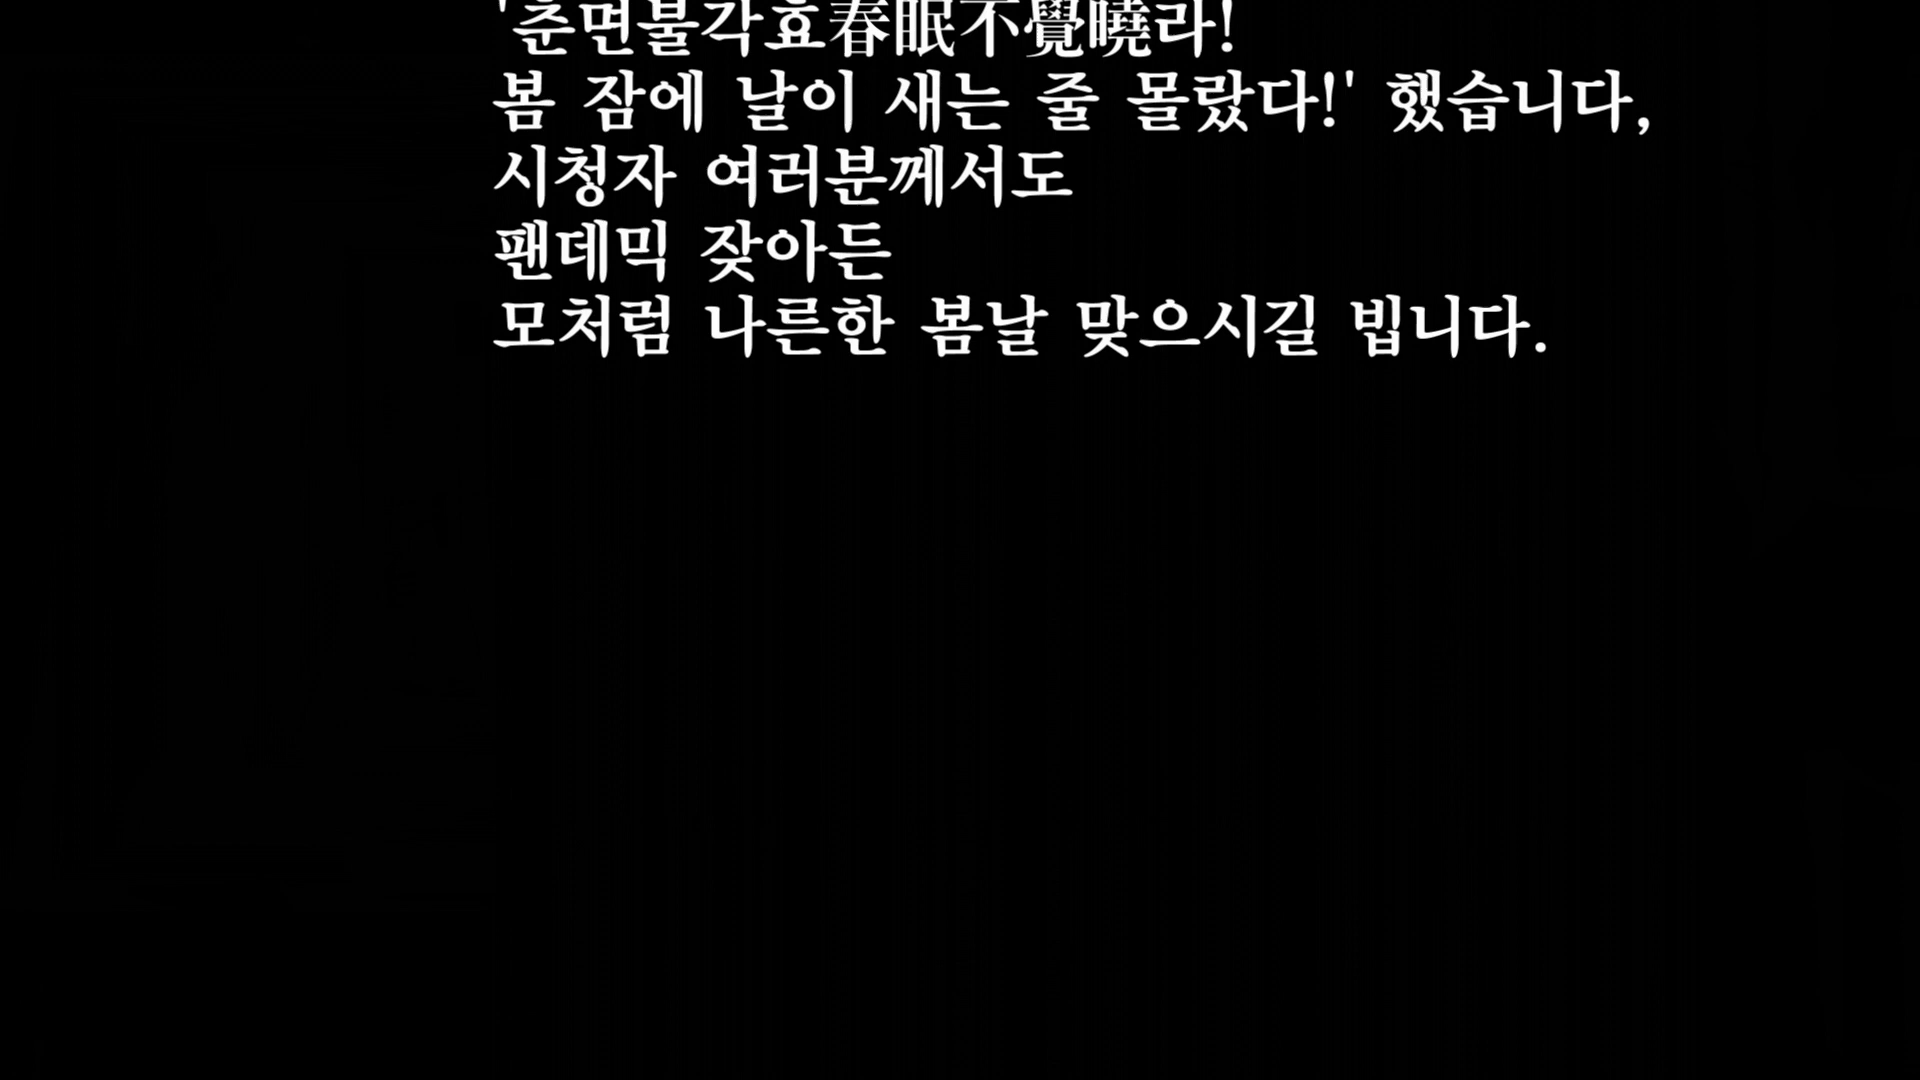 '춘면불각효春眠不覺曉라!
봄 잠에 날이 새는 줄 몰랐다!' 했습니다,
시청자 여러분께서도
팬데믹 잦아든
모처럼 나른한 봄날 맞으시길 빕니다.